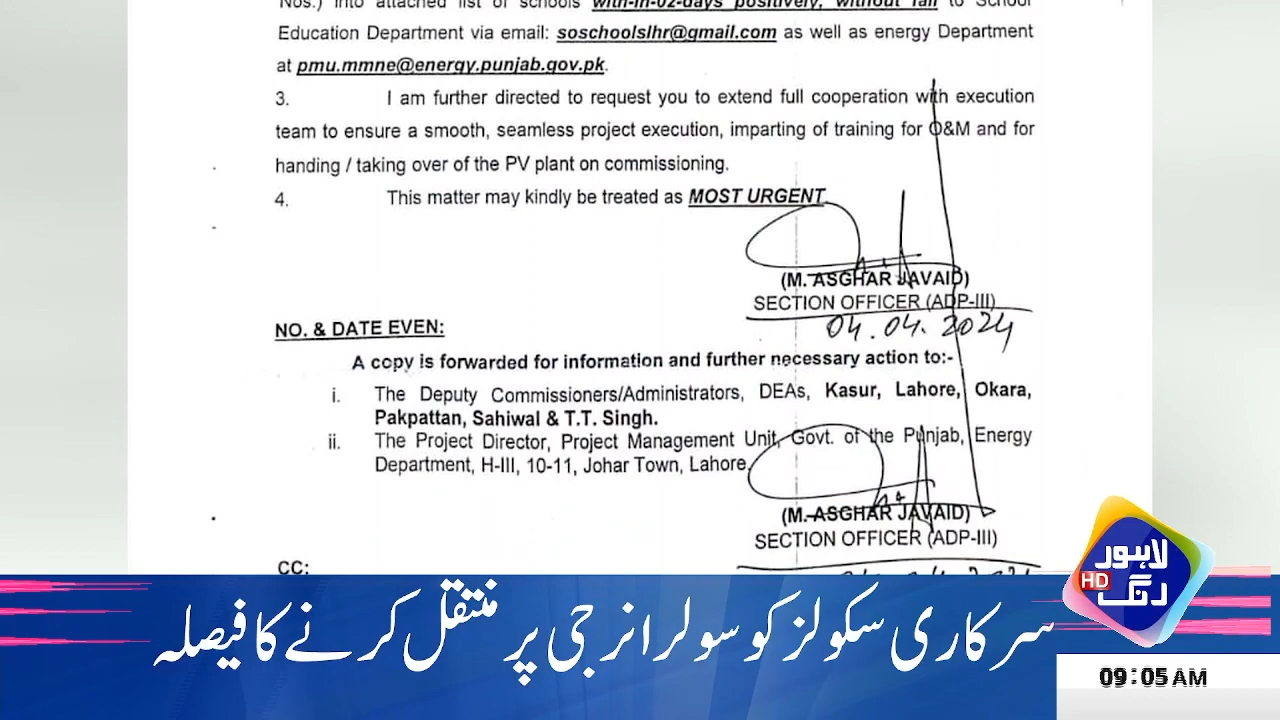 Nos.) into attached list of schools with-in-02-days positively, without fail to School
Education Department via email: soschoolslhr@gmail.com as well as energy Department
at pmu.mmne@energy.punjab.gov.pk.
3. I am further directed to request you to extend full cooperation with execution
team to ensure a smooth, seamless project execution, imparting of training for O&M and for
handing / taking over of the PV plant on commissioning.
4. This matter may kindly be treated as MOST URGENT
(M. ASGHAR JAVAID)
SECTION OFFICER (ADP-III)
04.04.2024
NO. & DATE EVEN:
A copy is forwarded for information and further necessary action to:-
i. The Deputy Commissioners/Administrators, DEAs, Kasur, Lahore, Okara,
Pakpattan, Sahiwal & T.T. Singh.
ii. The Project Director, Project Management Unit, Govt. of the Punjab, Energy
Department, H-III, 10-11, Johar Town, Lahore.
(M. ASGHAR JAVAID)
SECTION OFFICER (ADP-III)
CC:
لاہور
رنگ
HD
سرکاری سکولز کو سولر انرجی پر منتقل کرنے کا فیصلہ
09:05 AM